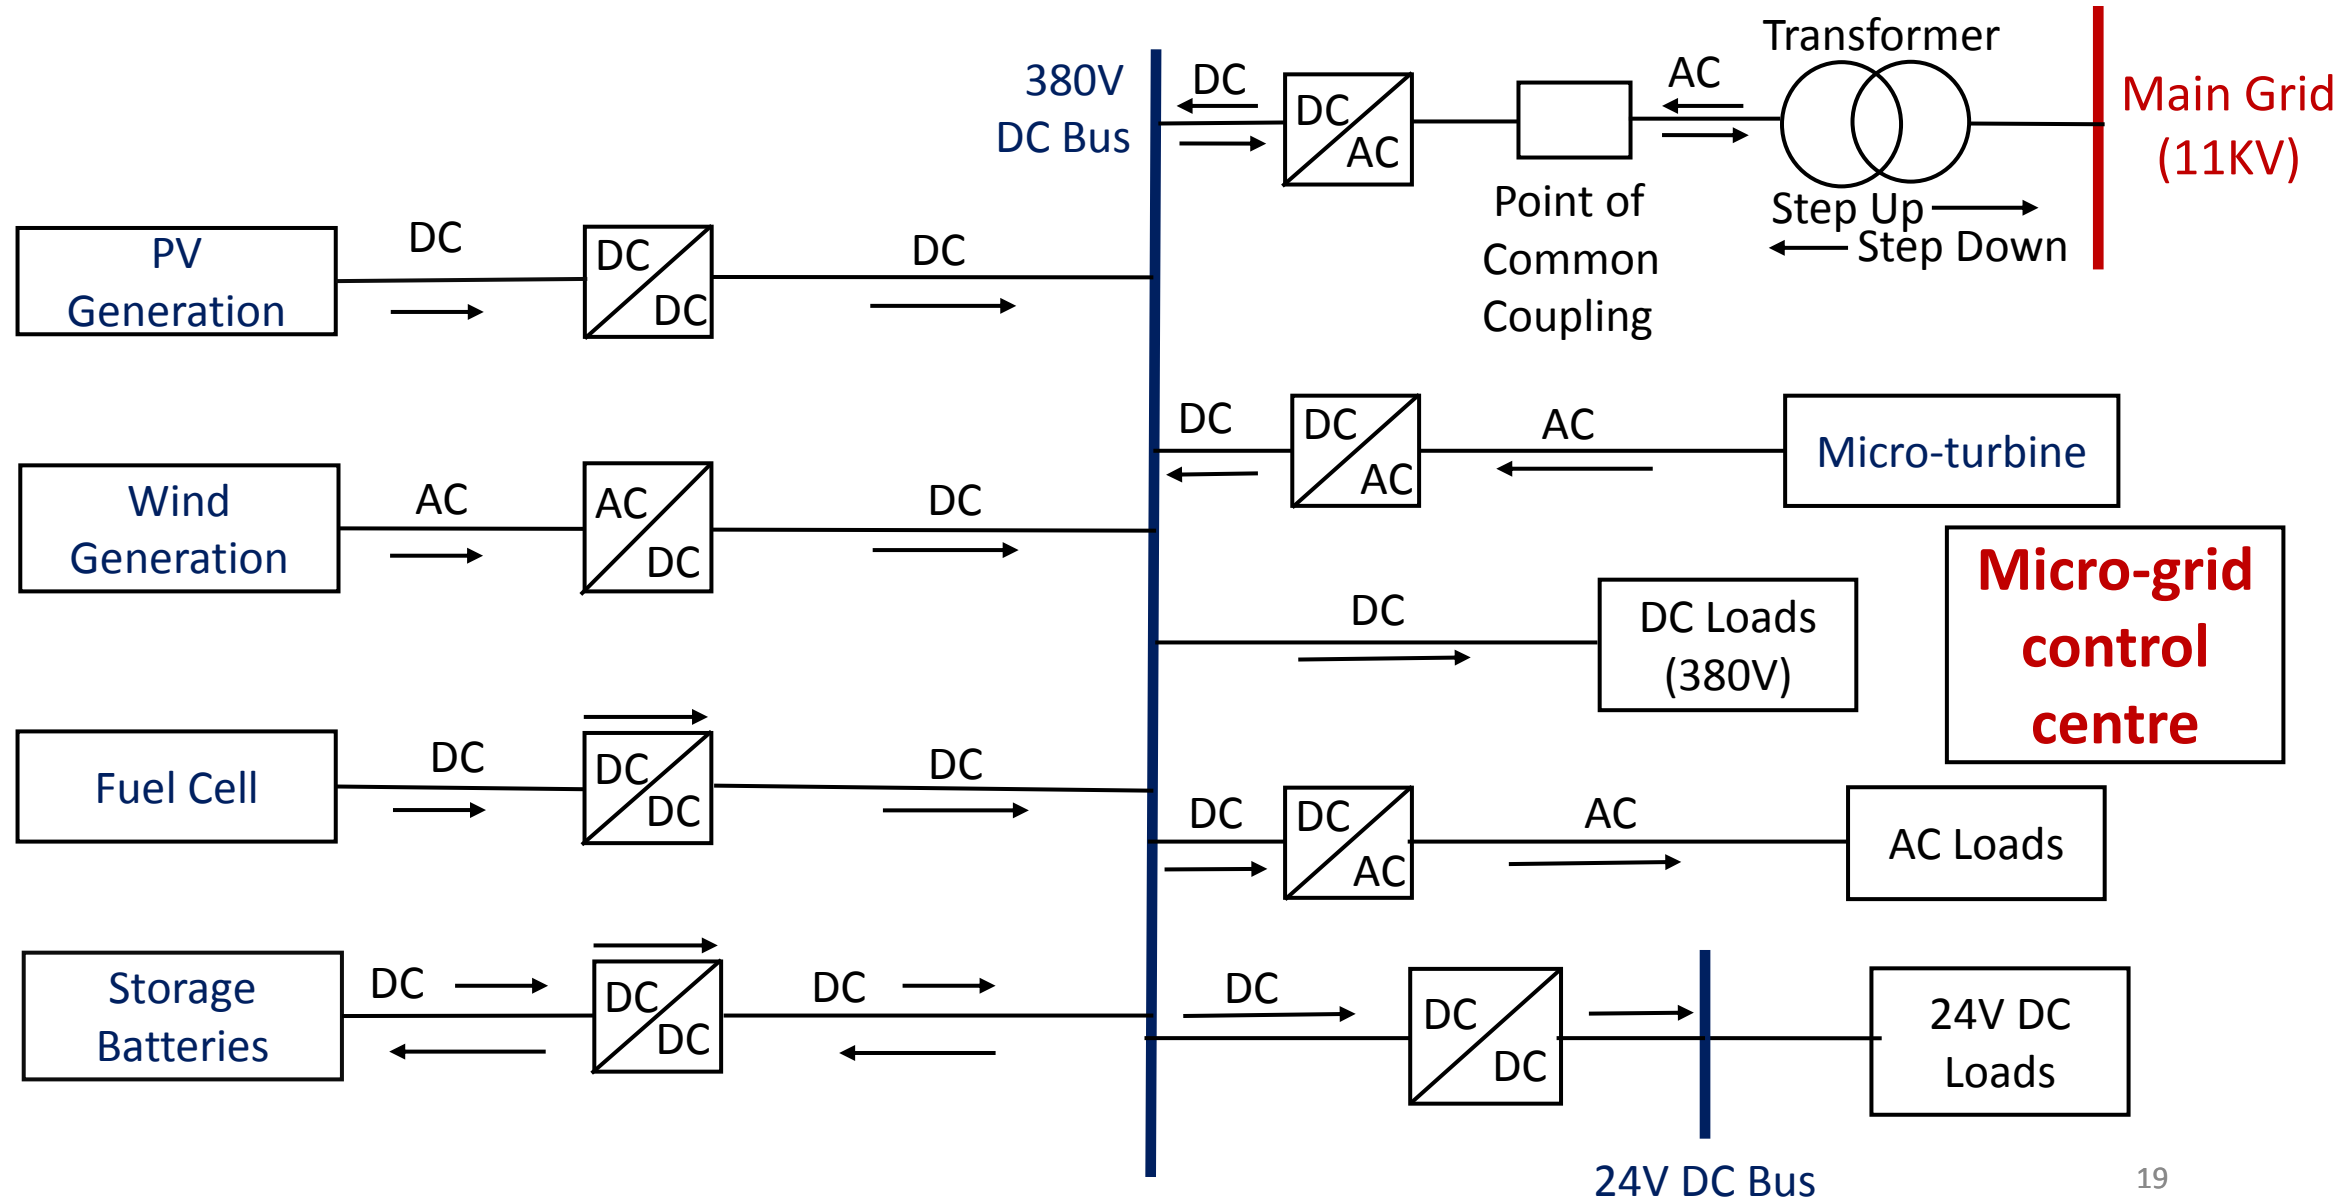 380V
DC Bus
DC
DC
AC
Point of
Common
Coupling
AC
Transformer
Step Up
Step Down
Main Grid
(11KV)
PV
Generation
DC
DC
DC
DC
DC
DC
AC
AC
Micro-turbine
Wind
Generation
AC
AC
DC
DC
DC
DC Loads
(380V)
Micro-grid
control
centre
Fuel Cell
DC
DC
DC
DC
DC
DC
AC
AC
AC Loads
Storage
Batteries
DC
DC
DC
DC
DC
DC
DC
24V DC
Loads
24V DC Bus
19